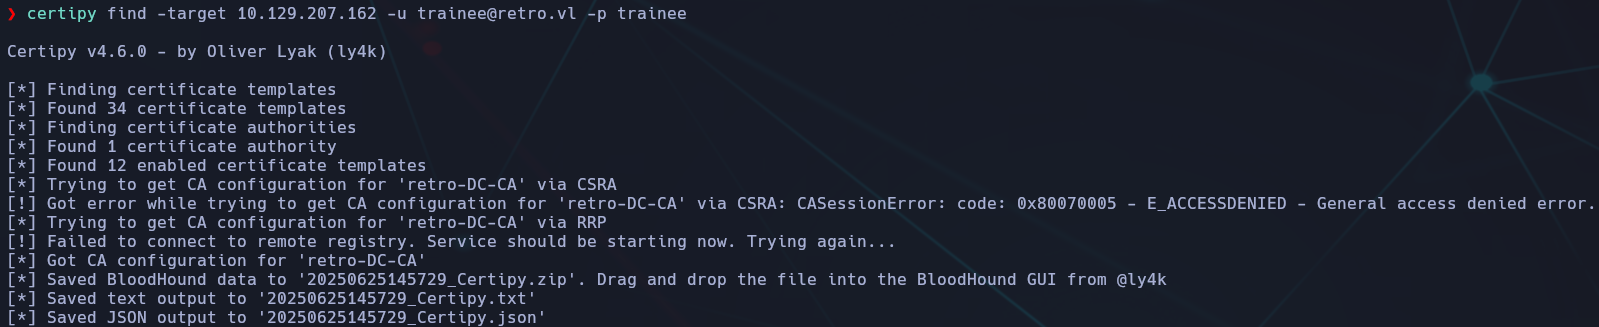 ❯ certipy find -target 10.129.207.162 -u trainee@retro.vl -p trainee
Certipy v4.6.0 - by Oliver Lyak (ly4k)
[*] Finding certificate templates
[*] Found 34 certificate templates
[*] Finding certificate authorities
[*] Found 1 certificate authority
[*] Found 12 enabled certificate templates
[*] Trying to get CA configuration for 'retro-DC-CA' via CSRA
[!] Got error while trying to get CA configuration for 'retro-DC-CA' via CSRA: CASessionError: code: 0x80070005 - E_ACCESSDENIED - General access denied error.
[*] Trying to get CA configuration for 'retro-DC-CA' via RRP
[!] Failed to connect to remote registry. Service should be starting now. Trying again...
[*] Got CA configuration for 'retro-DC-CA'
[*] Saved BloodHound data to '20250625145729_Certipy.zip'. Drag and drop the file into the BloodHound GUI from @ly4k
[*] Saved text output to '20250625145729_Certipy.txt'
[*] Saved JSON output to '20250625145729_Certipy.json'